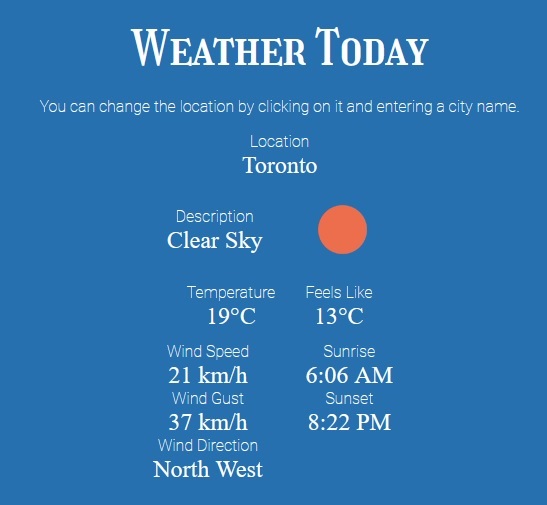 Weather Today
You can change the location by clicking on it and entering a city name.
Location
Toronto
Description
Clear Sky
Temperature Feels Like
19°C 13°C
Wind Speed Sunrise
21 km/h 6:06 AM
Wind Gust Sunset
37 km/h 8:22 PM
Wind Direction
North West